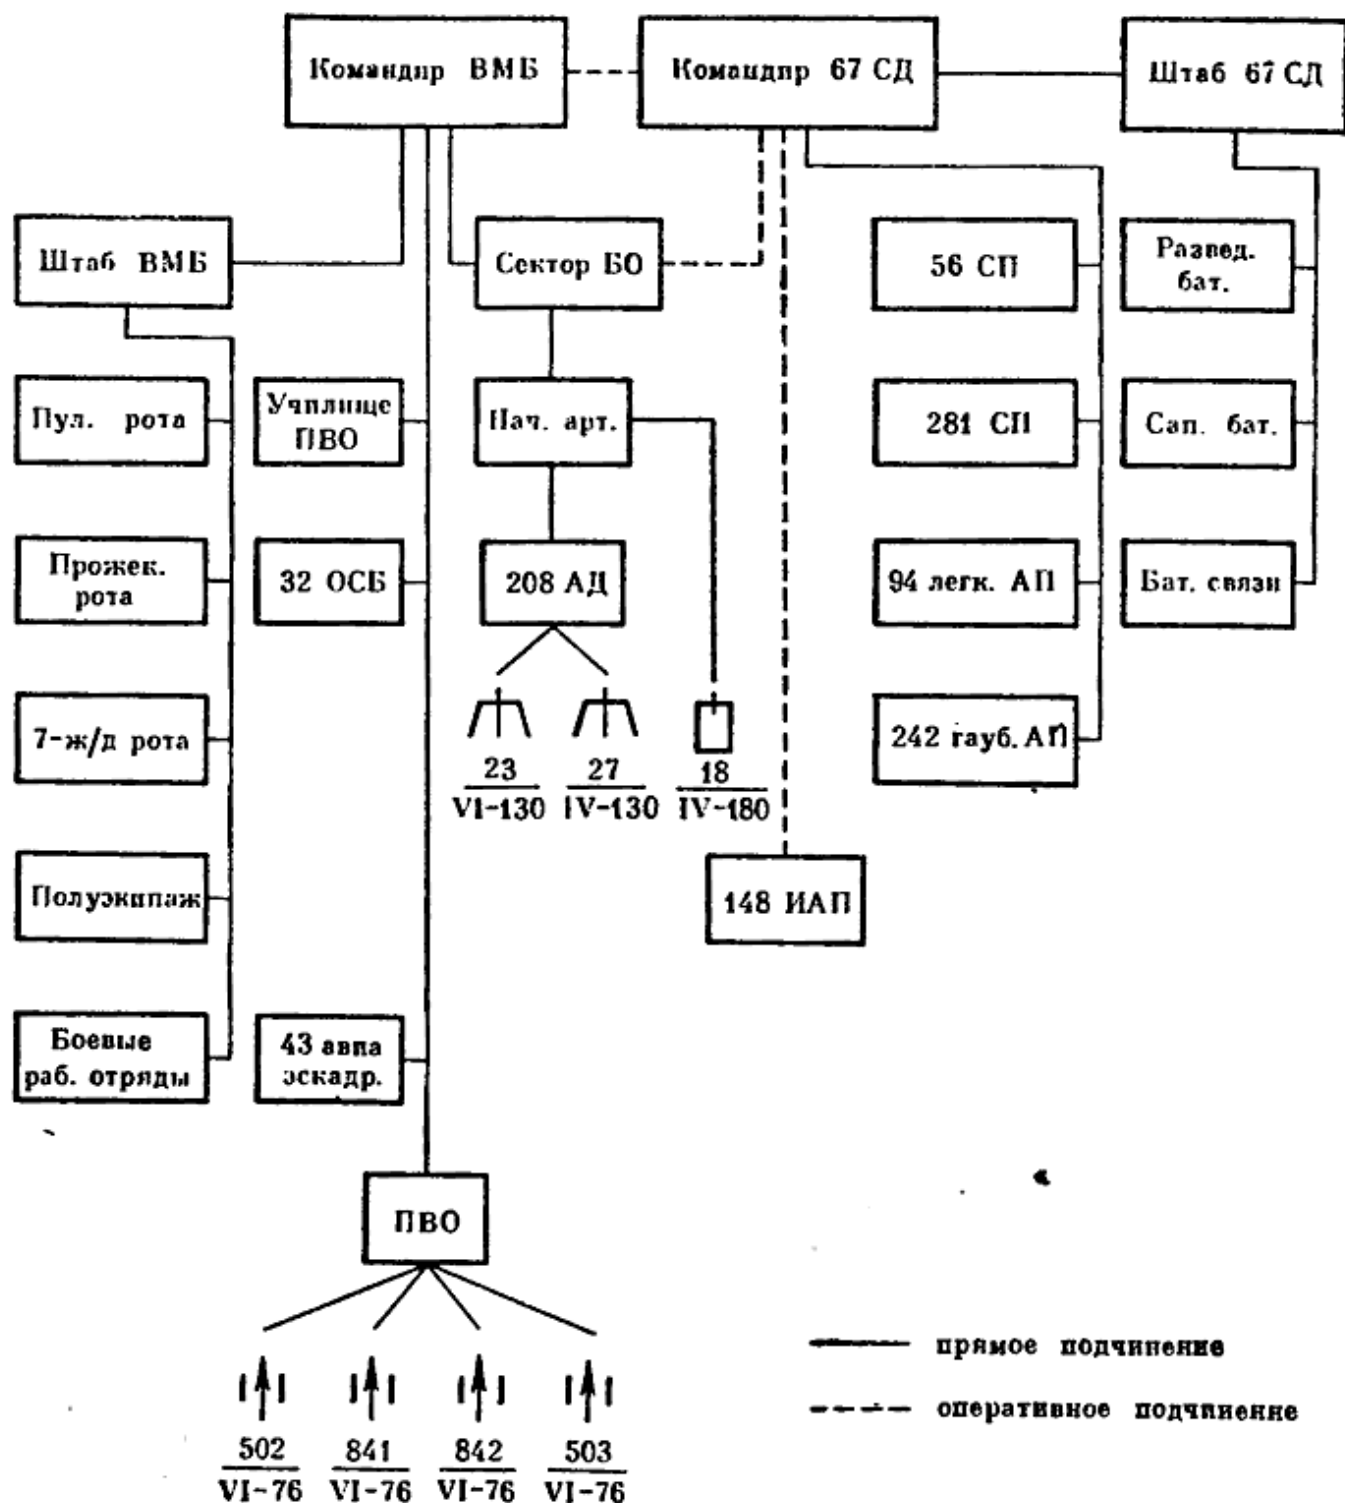 Командир ВМБ
Командир 67 СД
Штаб 67 СД
Штаб ВМБ
Сектор БО
56 СП
Развед.
бат.
Пул. рота
Училище
ПВО
Нач. арт.
281 СП
Сап. бат.
Прожек.
рота
32 ОСБ
208 АД
94 легк. АП
Бат. связи
7-ж/д рота
23
VI-130
27
IV-130
18
IV-180
242 гауб. АП
Полуэкипаж
148 ИАП
Боевые
раб. отряды
43 авиа
эскадр.
ПВО
502
VI-76
841
VI-76
842
VI-76
503
VI-76
прямое подчинение
оперативное подчинение